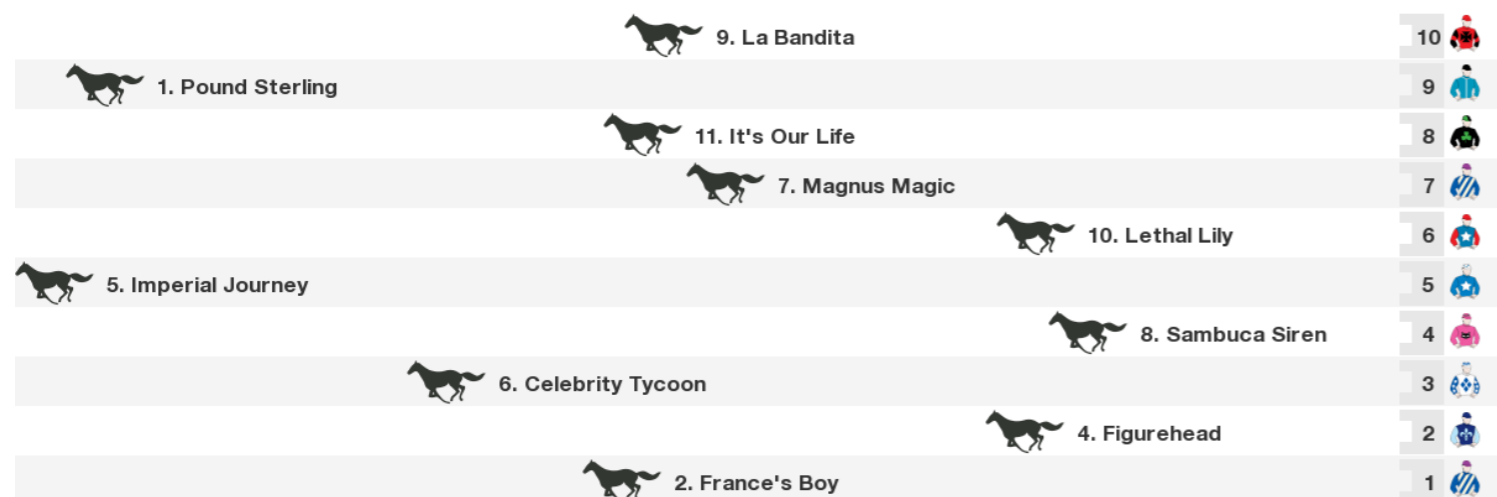 9. La Bandita 10
1. Pound Sterling 9
11. It's Our Life 8
7. Magnus Magic 7
10. Lethal Lily 6
5. Imperial Journey 5
8. Sambuca Siren 4
6. Celebrity Tycoon 3
4. Figurehead 2
2. France's Boy 1